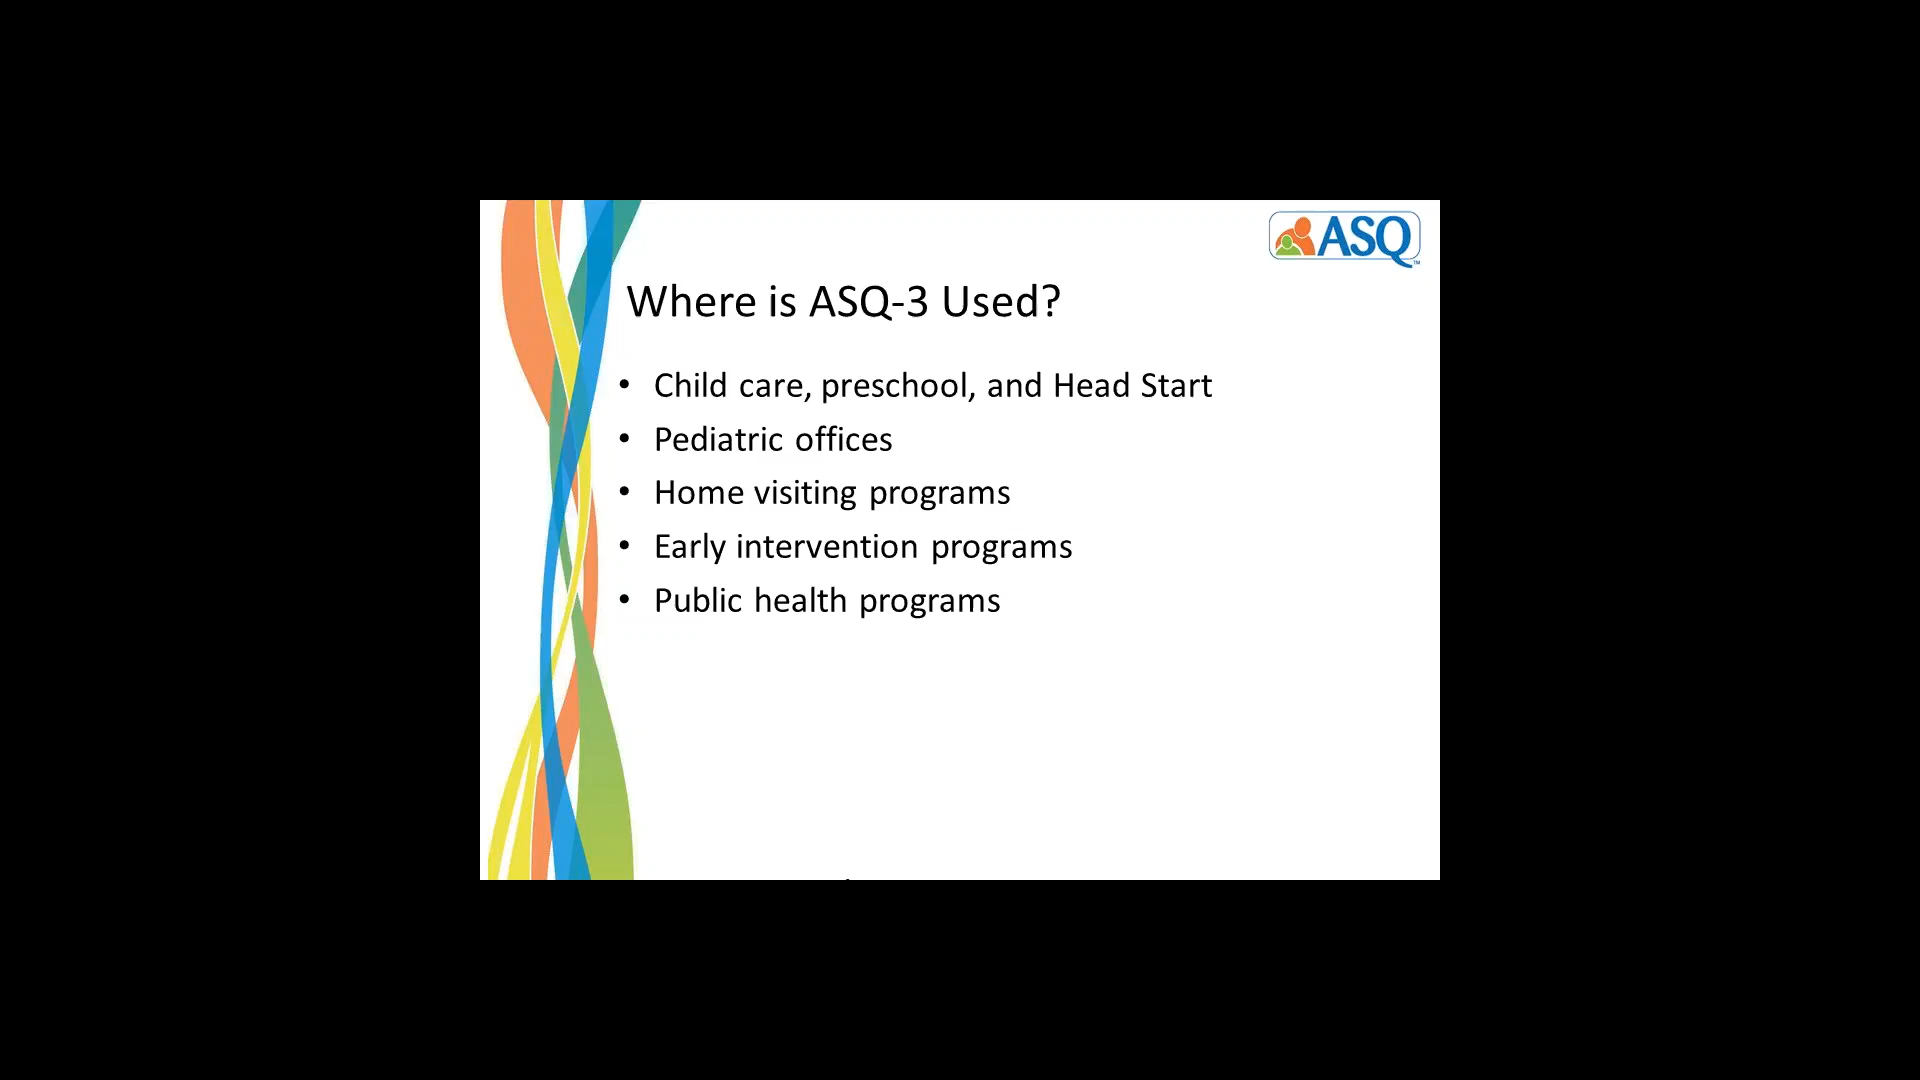 ASQ™
Where is ASQ-3 Used?
• Child care, preschool, and Head Start
• Pediatric offices
• Home visiting programs
• Early intervention programs
• Public health programs